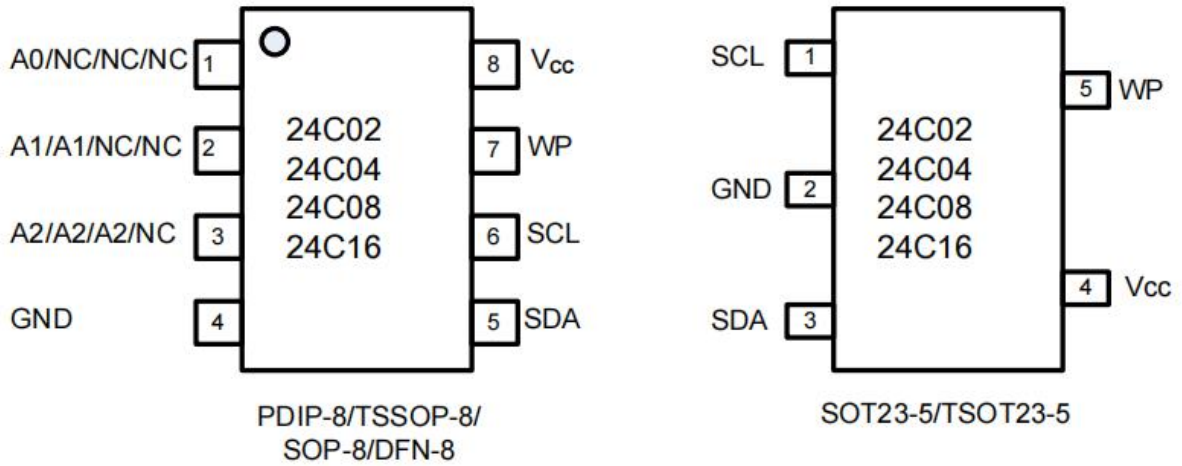 A0/NC/NC/NC 1
8 Vcc
A1/A1/NC/NC 2
7 WP
A2/A2/A2/NC 3
6 SCL
GND 4
5 SDA
24C02
24C04
24C08
24C16
PDIP-8/TSSOP-8/
SOP-8/DFN-8
SCL 1
5 WP
GND 2
SDA 3
4 Vcc
24C02
24C04
24C08
24C16
SOT23-5/TSOT23-5